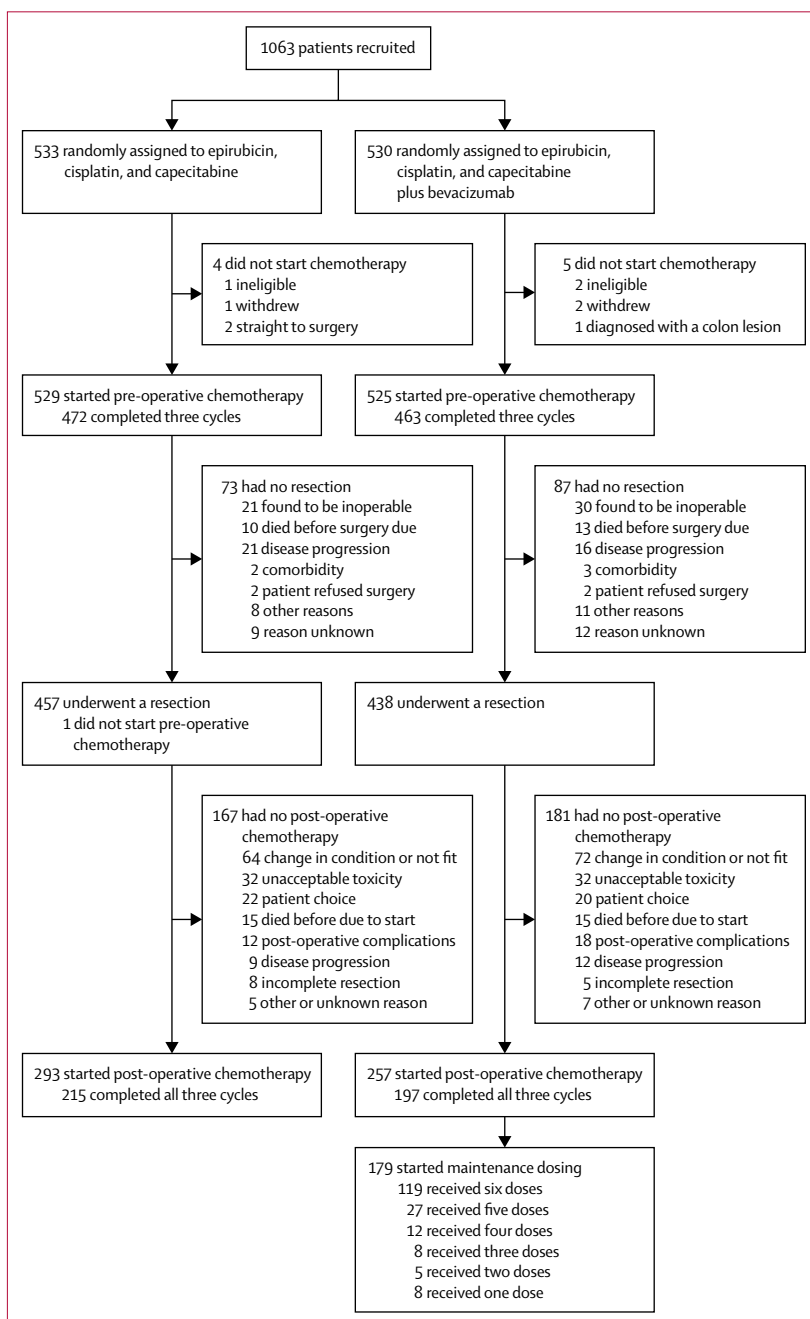 1063 patients recruited
533 randomly assigned to epirubicin,
cisplatin, and capecitabine
530 randomly assigned to epirubicin,
cisplatin, and capecitabine
plus bevacizumab
4 did not start chemotherapy
1 ineligible
1 withdrew
2 straight to surgery
5 did not start chemotherapy
2 ineligible
2 withdrew
1 diagnosed with a colon lesion
529 started pre-operative chemotherapy
472 completed three cycles
525 started pre-operative chemotherapy
463 completed three cycles
73 had no resection
21 found to be inoperable
10 died before surgery due
21 disease progression
2 comorbidity
2 patient refused surgery
8 other reasons
9 reason unknown
87 had no resection
30 found to be inoperable
13 died before surgery due
16 disease progression
3 comorbidity
2 patient refused surgery
11 other reasons
12 reason unknown
457 underwent a resection
1 did not start pre-operative
chemotherapy
438 underwent a resection
167 had no post-operative
chemotherapy
64 change in condition or not fit
32 unacceptable toxicity
22 patient choice
15 died before due to start
12 post-operative complications
9 disease progression
8 incomplete resection
5 other or unknown reason
181 had no post-operative
chemotherapy
72 change in condition or not fit
32 unacceptable toxicity
20 patient choice
15 died before due to start
18 post-operative complications
12 disease progression
5 incomplete resection
7 other or unknown reason
293 started post-operative chemotherapy
215 completed all three cycles
257 started post-operative chemotherapy
197 completed all three cycles
179 started maintenance dosing
119 received six doses
27 received five doses
12 received four doses
8 received three doses
5 received two doses
8 received one dose